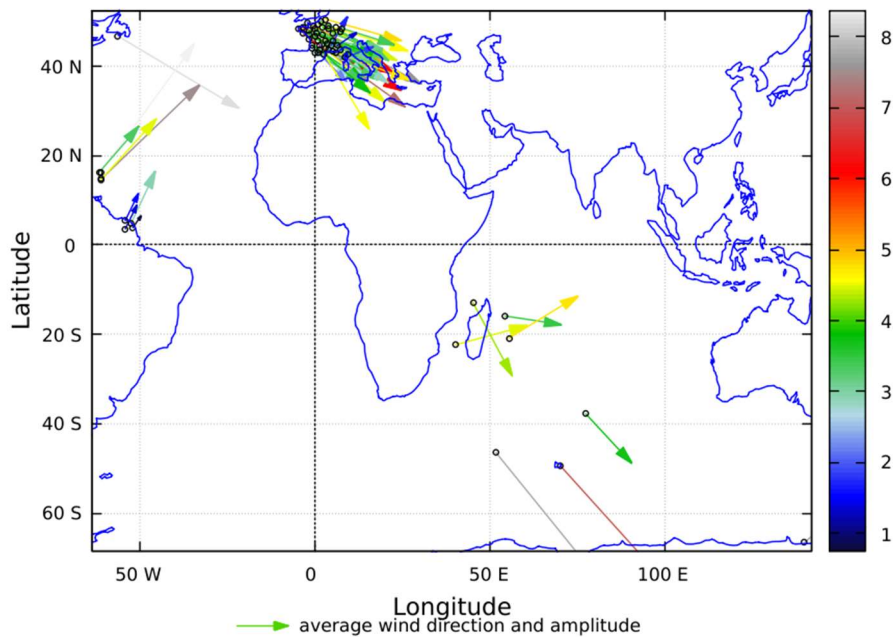 8
40 N
7
20 N
6
0
5
Latitude
20 S
4
40 S
3
2
60 S
1
50 W
0
50 E
100 E
Longitude
average wind direction and amplitude